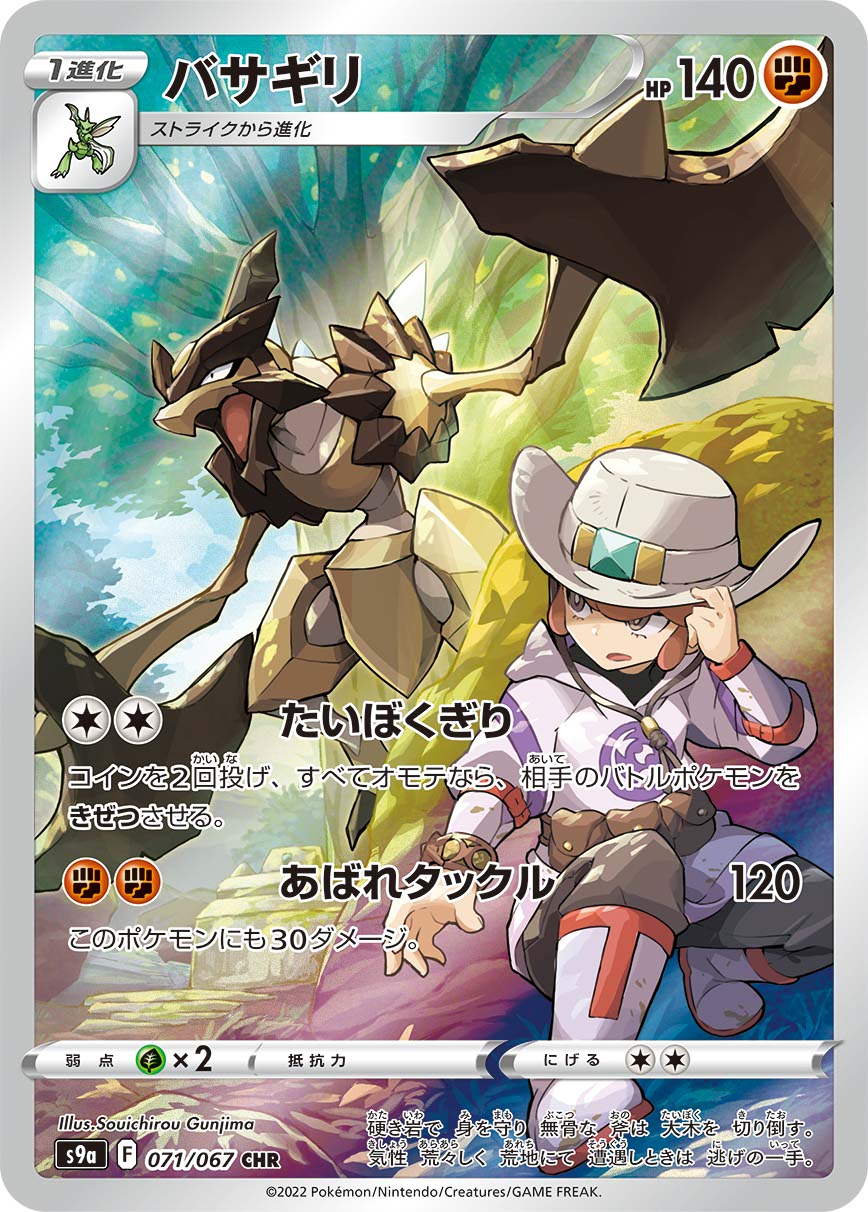 1進化 バサギリ HP 140
ストライクから進化
たいぼくぎり
コインを2回投げ、すべてオモテなら、相手のバトルポケモンを
きぜつさせる。
あばれタックル 120
このポケモンにも30ダメージ。
弱点 ×2 抵抗力 にげる
Illus.Souichirou Gunjima
硬き岩で 身を守り 無骨な 斧は 大木を 切り倒す。
気性 荒々しく 荒地にて 遭遇しときは 逃げの一手。
s9a F 071/067 CHR
©2022 Pokémon/Nintendo/Creatures/GAME FREAK.